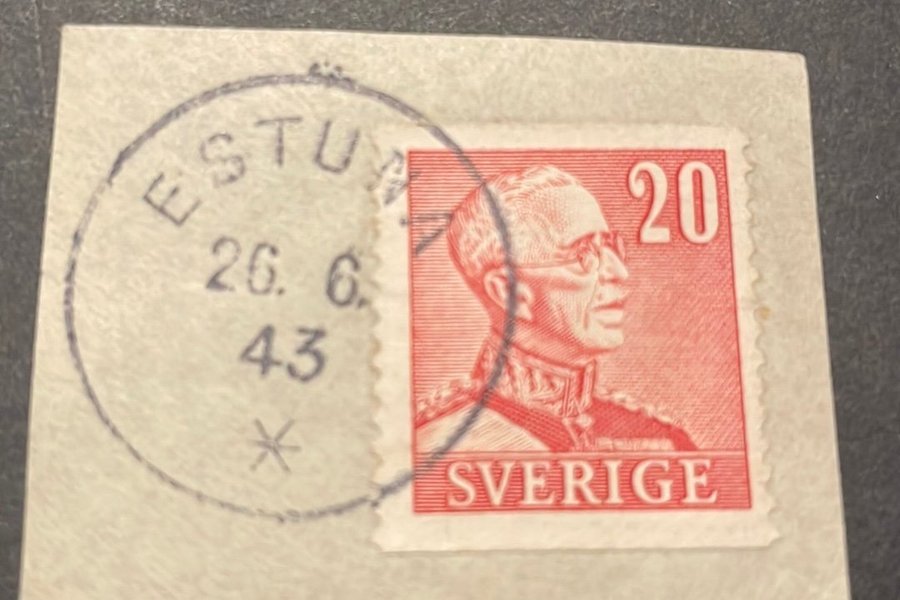 ESTUNA
26. 6.
43
*
20
SVERIGE